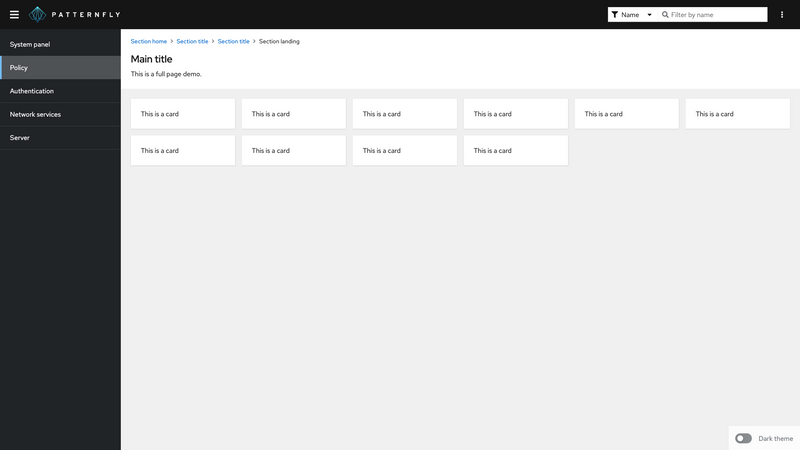 PATTERNFLY
Name
Filter by name
System panel
Policy
Authentication
Network services
Server
Section home > Section title > Section title > Section landing
Main title
This is a full page demo.
This is a card This is a card This is a card This is a card This is a card This is a card
This is a card This is a card This is a card This is a card
Dark theme